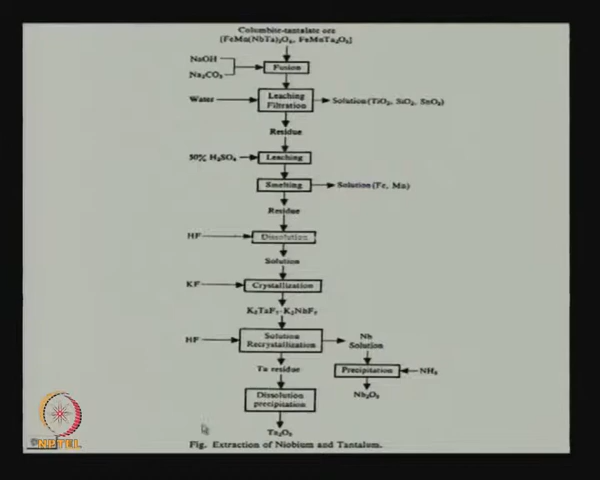 Columbite-tantalate ore
[FeMn(NbTa)₂O₆, FeMnTa₂O₆]
NaOH
Na₂CO₃
Fusion
Water
Leaching
Filtration
Solution (TiO₂, SiO₂, SnO₂)
Residue
50% H₂SO₄
Leaching
Smelting
Solution (Fe, Mn)
Residue
HF
Dissolution
Solution
KF
Crystallization
K₂TaF₇·K₂NbF₇
HF
Solution
Recrystallization
Nb
Solution
Ta residue
Precipitation
NH₃
Dissolution
precipitation
Nb₂O₅
Ta₂O₅
Fig. Extraction of Niobium and Tantalum.
NPTEL